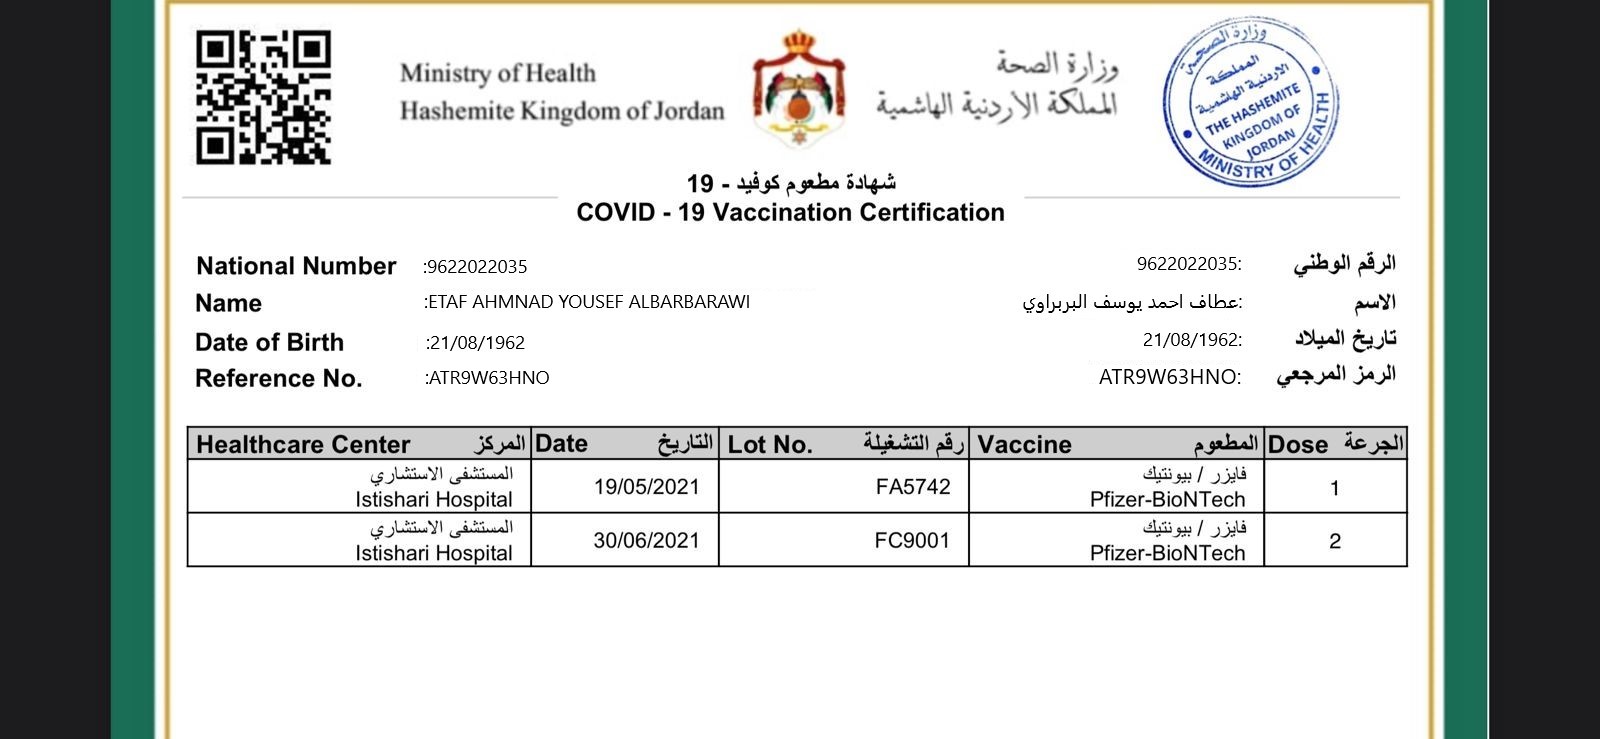 Ministry of Health
Hashemite Kingdom of Jordan
وزارة الصحة
المملكة الأردنية الهاشمية
وزارة الصحة
المملكة
الاردنية الهاشمية
THE HASHEMITE
KINGDOM OF
JORDAN
MINISTRY OF HEALTH
شهادة مطعوم كوفيد - 19
COVID - 19 Vaccination Certification
National Number :9622022035 9622022035: الرقم الوطني
Name :ETAF AHMNAD YOUSEF ALBARBARAWI عطاف احمد يوسف البربراوي: الاسم
Date of Birth :21/08/1962 21/08/1962: تاريخ الميلاد
Reference No. :ATR9W63HNO ATR9W63HNO: الرمز المرجعي
Healthcare Center المركز Date التاريخ Lot No. رقم التشغيلة Vaccine المطعوم Dose الجرعة
المستشفى الاستشاري فايزر / بيونتيك
Istishari Hospital 19/05/2021 FA5742 Pfizer-BioNTech 1
المستشفى الاستشاري فايزر / بيونتيك
Istishari Hospital 30/06/2021 FC9001 Pfizer-BioNTech 2